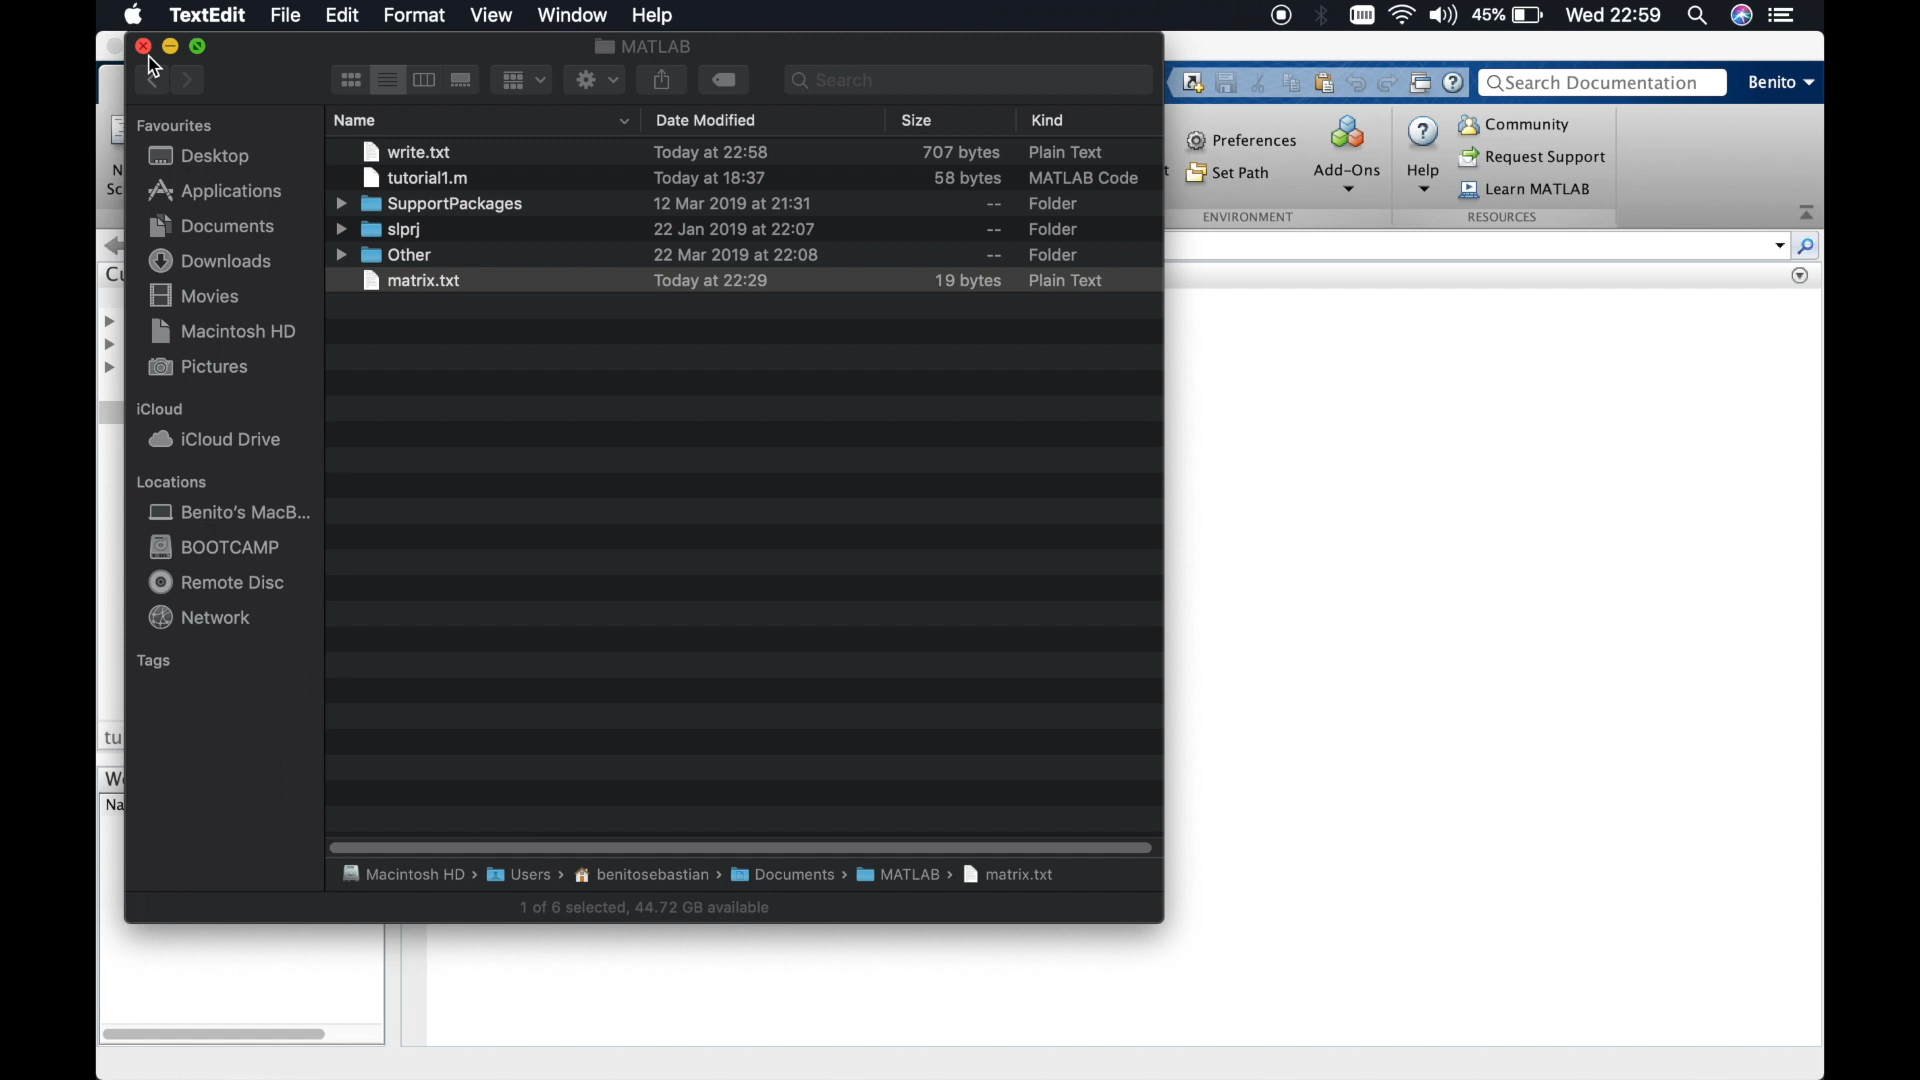 TextEdit File Edit Format View Window Help 45% Wed 22:59
MATLAB
Search
Search Documentation Benito
Favourites
Desktop
Applications
Documents
Downloads
Movies
Macintosh HD
Pictures
iCloud
iCloud Drive
Locations
Benito's MacB...
BOOTCAMP
Remote Disc
Network
Tags
Name Date Modified Size Kind
write.txt Today at 22:58 707 bytes Plain Text
tutorial1.m Today at 18:37 58 bytes MATLAB Code
SupportPackages 12 Mar 2019 at 21:31 -- Folder
slprj 22 Jan 2019 at 22:07 -- Folder
Other 22 Mar 2019 at 22:08 -- Folder
matrix.txt Today at 22:29 19 bytes Plain Text
Macintosh HD › Users › benitosebastian › Documents › MATLAB › matrix.txt
1 of 6 selected, 44.72 GB available
Preferences
Set Path
Add-Ons
ENVIRONMENT
Help
Community
Request Support
Learn MATLAB
RESOURCES